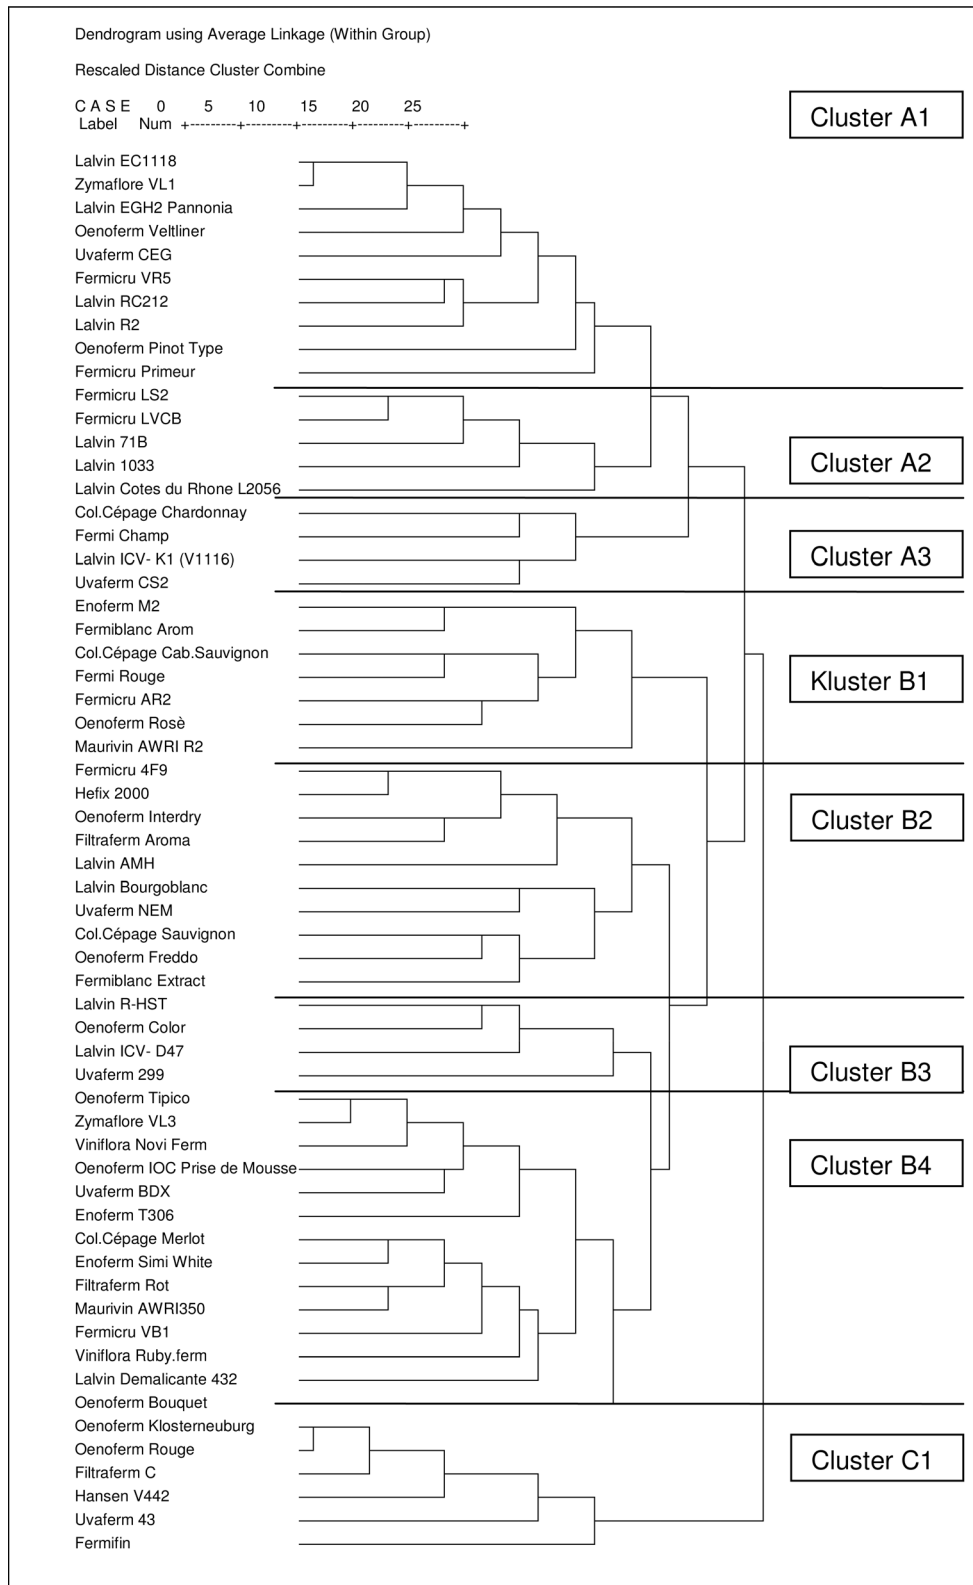 Dendrogram using Average Linkage (Within Group)
Rescaled Distance Cluster Combine
C A S E 0 5 10 15 20 25
Label Num +---------+---------+---------+---------+---------+
Cluster A1
Lalvin EC1118
Zymaflore VL1
Lalvin EGH2 Pannonia
Oenoferm Veltliner
Uvaferm CEG
Fermicru VR5
Lalvin RC212
Lalvin R2
Oenoferm Pinot Type
Fermicru Primeur
Fermicru LS2
Fermicru LVCB
Lalvin 71B
Lalvin 1033
Cluster A2
Lalvin Cotes du Rhone L2056
Col.Cépage Chardonnay
Fermi Champ
Lalvin ICV- K1 (V1116)
Cluster A3
Uvaferm CS2
Enoferm M2
Fermiblanc Arom
Col.Cépage Cab.Sauvignon
Fermi Rouge
Kluster B1
Fermicru AR2
Oenoferm Rosè
Maurivin AWRI R2
Fermicru 4F9
Hefix 2000
Oenoferm Interdry
Cluster B2
Filtraferm Aroma
Lalvin AMH
Lalvin Bourgoblanc
Uvaferm NEM
Col.Cépage Sauvignon
Oenoferm Freddo
Fermiblanc Extract
Lalvin R-HST
Oenoferm Color
Lalvin ICV- D47
Uvaferm 299
Cluster B3
Oenoferm Tipico
Zymaflore VL3
Viniflora Novi Ferm
Oenoferm IOC Prise de Mousse
Cluster B4
Uvaferm BDX
Enoferm T306
Col.Cépage Merlot
Enoferm Simi White
Filtraferm Rot
Maurivin AWRI350
Fermicru VB1
Viniflora Ruby.ferm
Lalvin Demalicante 432
Oenoferm Bouquet
Oenoferm Klosterneuburg
Oenoferm Rouge
Cluster C1
Filtraferm C
Hansen V442
Uvaferm 43
Fermifin